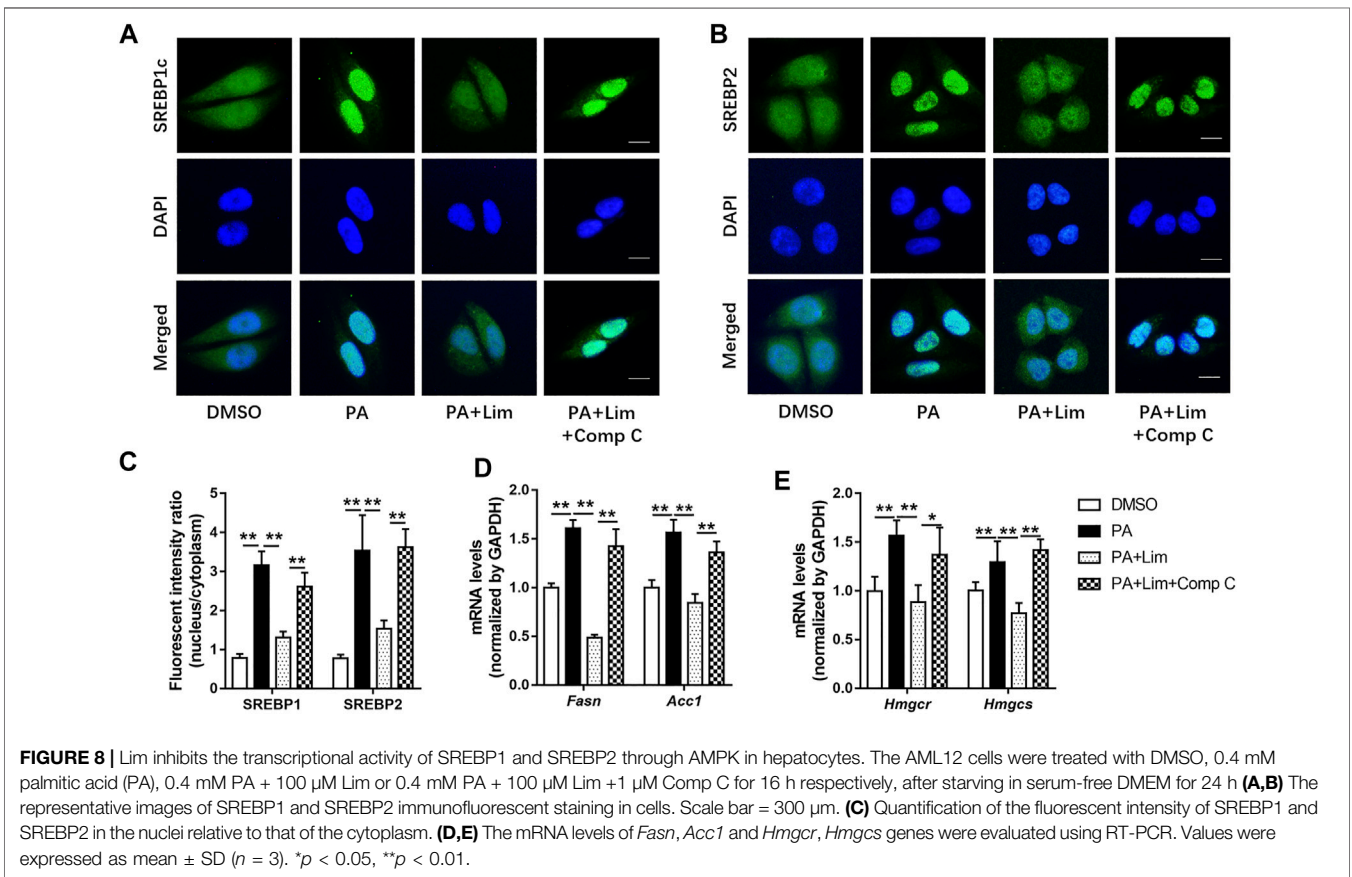 A
B
SREBP1c
SREBP2
DAPI
DAPI
Merged
Merged
DMSO PA PA+Lim PA+Lim
+Comp C
DMSO PA PA+Lim PA+Lim
+Comp C
C
Fluorescent intensity ratio
(nucleus/cytoplasm)
5
4
3
2
1
0
** ** **
** ** **
SREBP1 SREBP2
D
mRNA levels
(normalized by GAPDH)
2.0
1.5
1.0
0.5
0.0
** ** **
** ** **
Fasn Acc1
E
mRNA levels
(normalized by GAPDH)
2.0
1.5
1.0
0.5
0.0
** ** *
** ** **
Hmgcr Hmgcs
DMSO
PA
PA+Lim
PA+Lim+Comp C
FIGURE 8 | Lim inhibits the transcriptional activity of SREBP1 and SREBP2 through AMPK in hepatocytes. The AML12 cells were treated with DMSO, 0.4 mM
palmitic acid (PA), 0.4 mM PA + 100 µM Lim or 0.4 mM PA + 100 µM Lim +1 µM Comp C for 16 h respectively, after starving in serum-free DMEM for 24 h (A,B) The
representative images of SREBP1 and SREBP2 immunofluorescent staining in cells. Scale bar = 300 µm. (C) Quantification of the fluorescent intensity of SREBP1 and
SREBP2 in the nuclei relative to that of the cytoplasm. (D,E) The mRNA levels of Fasn, Acc1 and Hmgcr, Hmgcs genes were evaluated using RT-PCR. Values were
expressed as mean ± SD (n = 3). *p < 0.05, **p < 0.01.